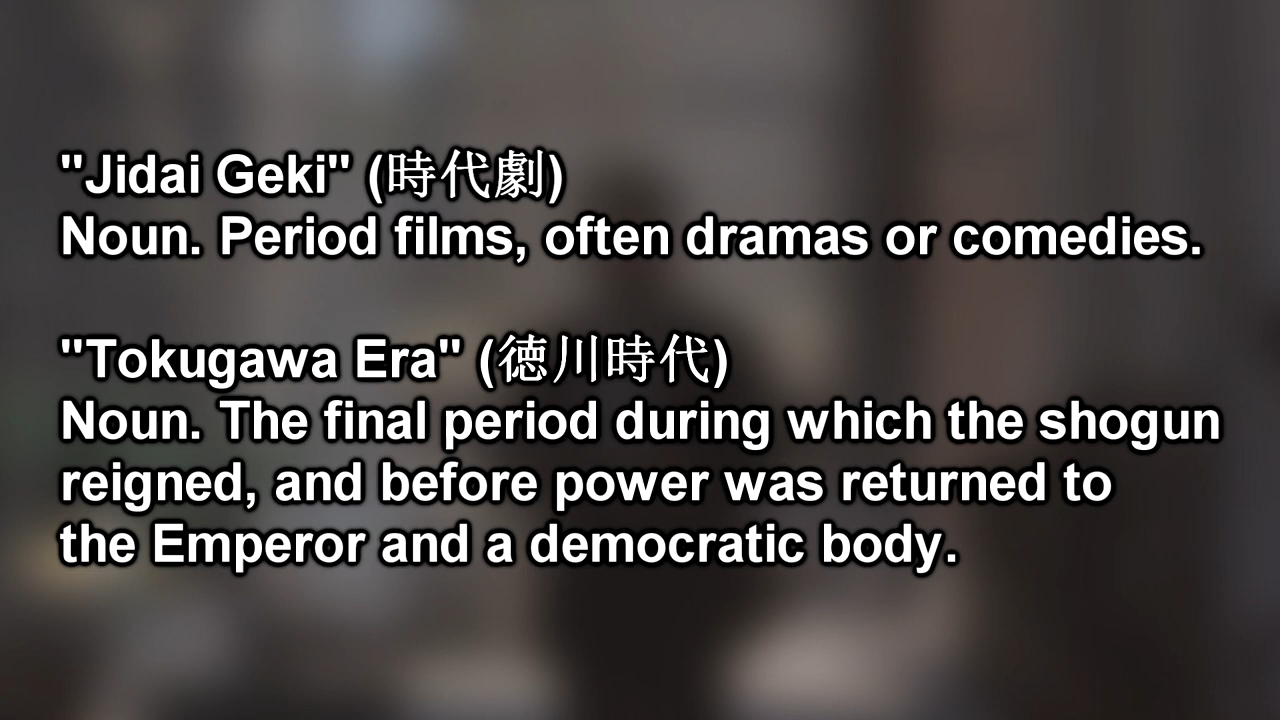 "Jidai Geki" (時代劇)
Noun. Period films, often dramas or comedies.
"Tokugawa Era" (徳川時代)
Noun. The final period during which the shogun
reigned, and before power was returned to
the Emperor and a democratic body.